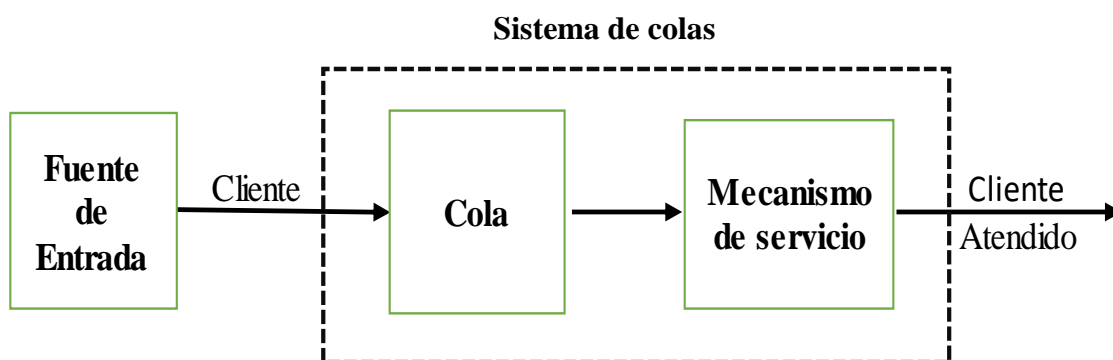 Sistema de colas
Fuente
de
Entrada
Cliente
Cola
Mecanismo
de servicio
Cliente
Atendido